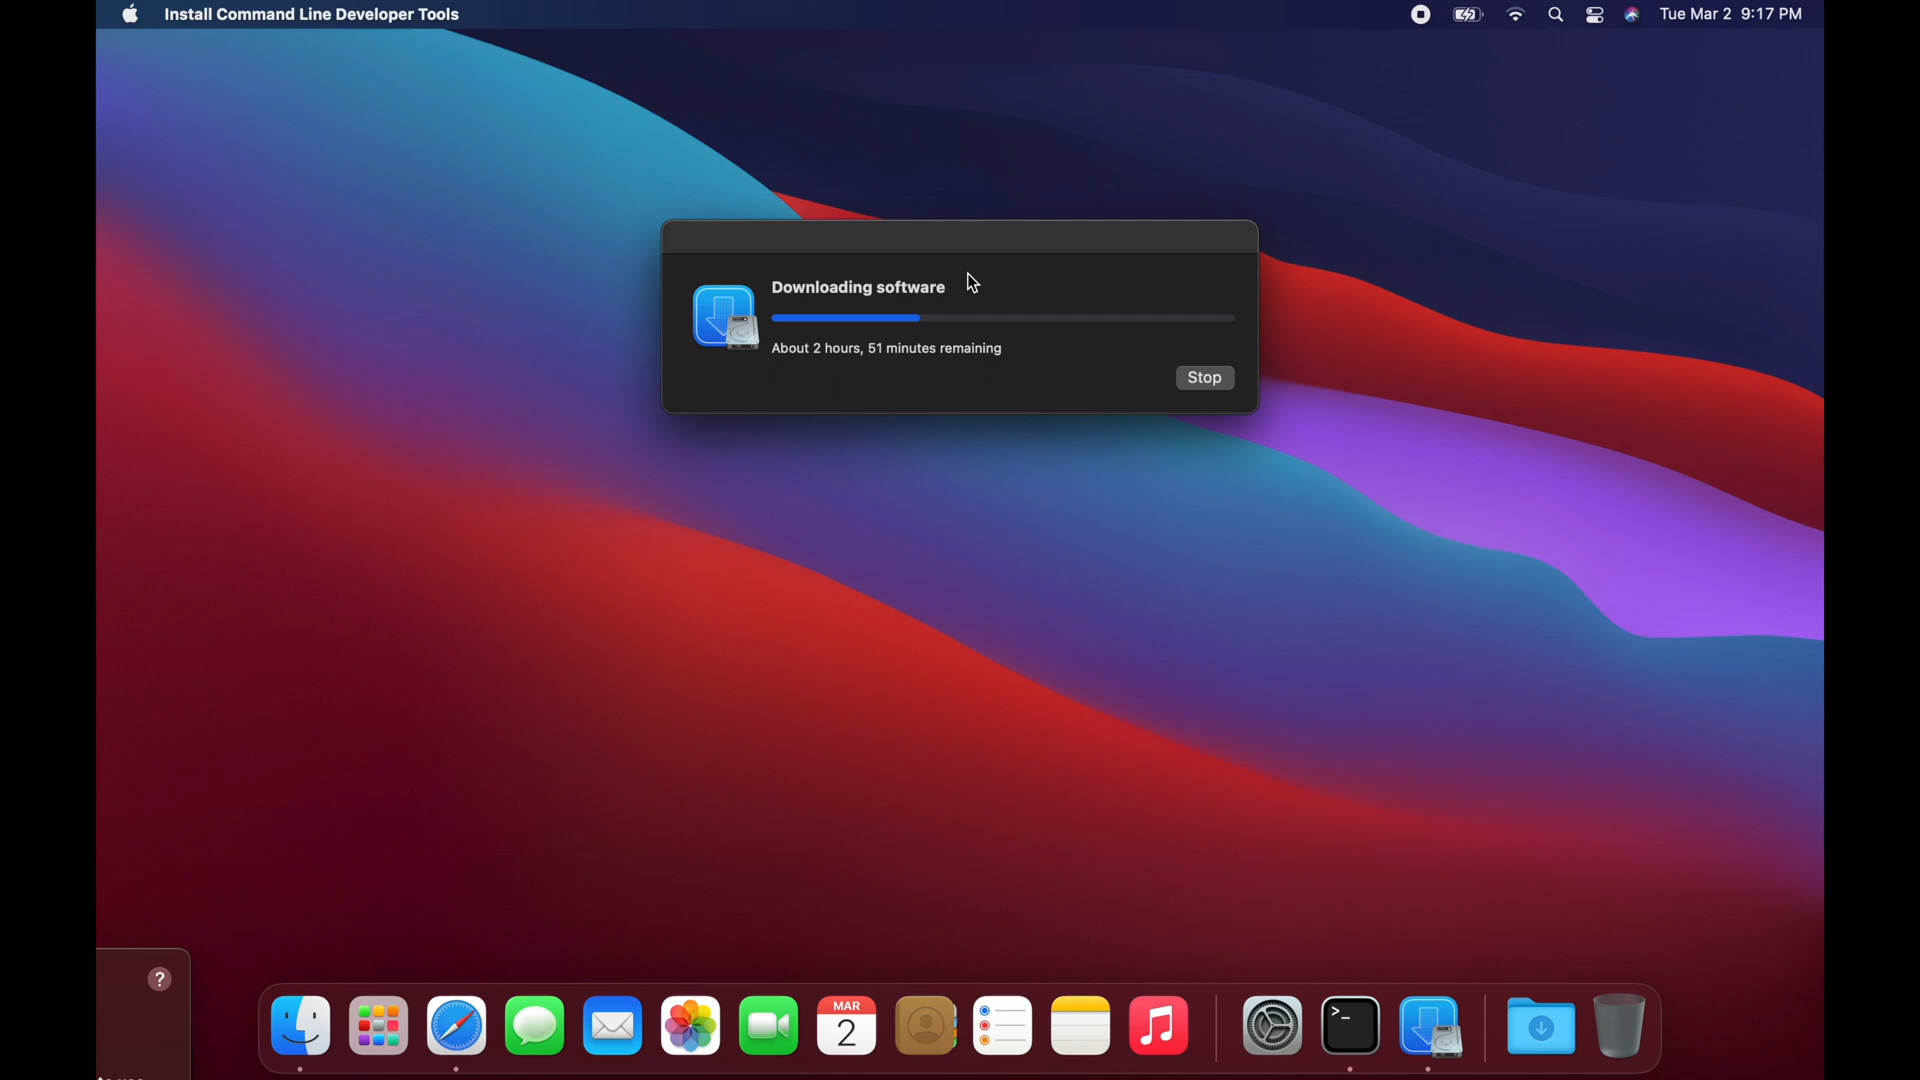 Install Command Line Developer Tools
Tue Mar 2 9:17 PM
Downloading software
About 2 hours, 51 minutes remaining
Stop
?
MAR
2
>_